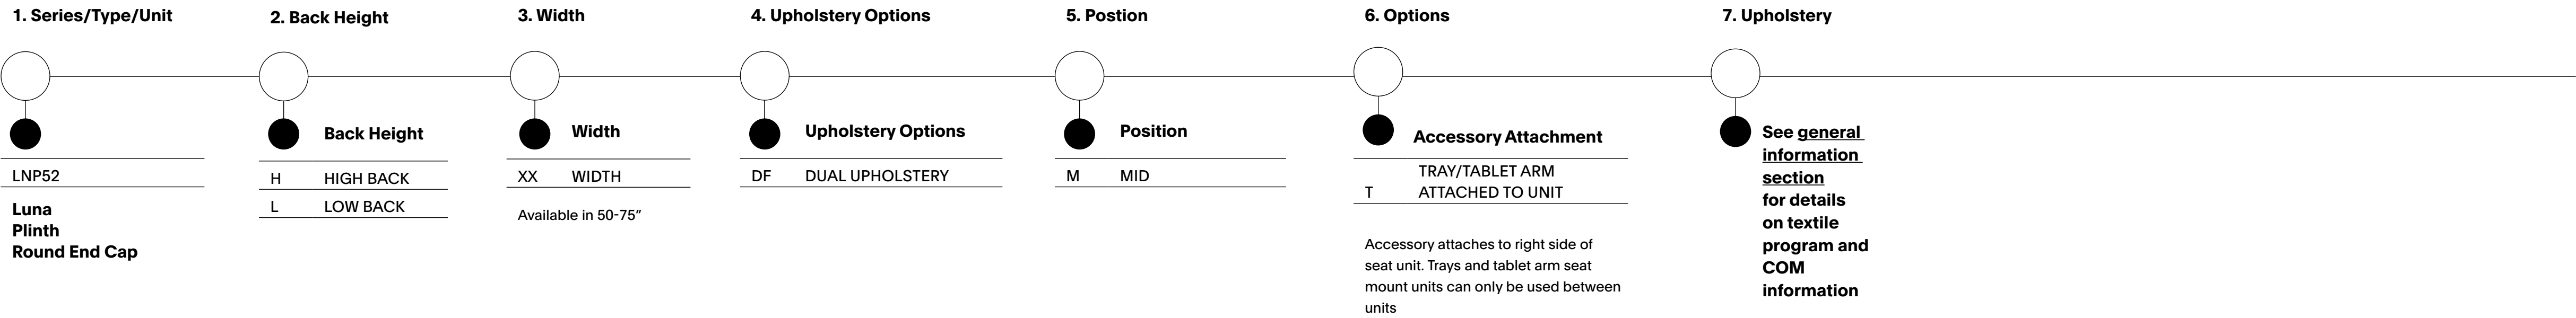 1. Series/Type/Unit
LNP52
Luna
Plinth
Round End Cap
2. Back Height
Back Height
H HIGH BACK
L LOW BACK
3. Width
Width
XX WIDTH
Available in 50-75"
4. Upholstery Options
Upholstery Options
DF DUAL UPHOLSTERY
5. Postion
Position
M MID
6. Options
Accessory Attachment
TRAY/TABLET ARM
T ATTACHED TO UNIT
Accessory attaches to right side of
seat unit. Trays and tablet arm seat
mount units can only be used between
units
7. Upholstery
See general
information
section
for details
on textile
program and
COM
information